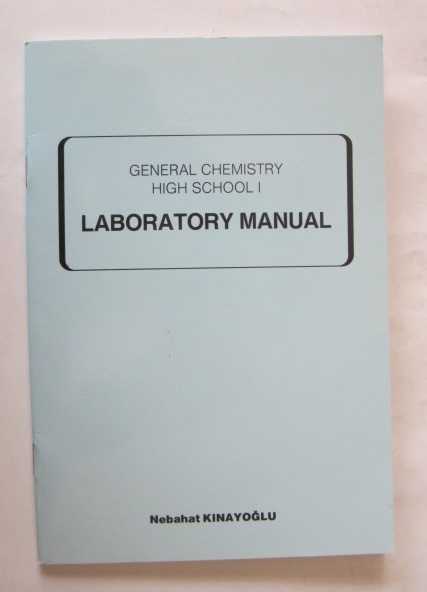 GENERAL CHEMISTRY
HIGH SCHOOL I
LABORATORY MANUAL
Nebahat KINAYOĞLU